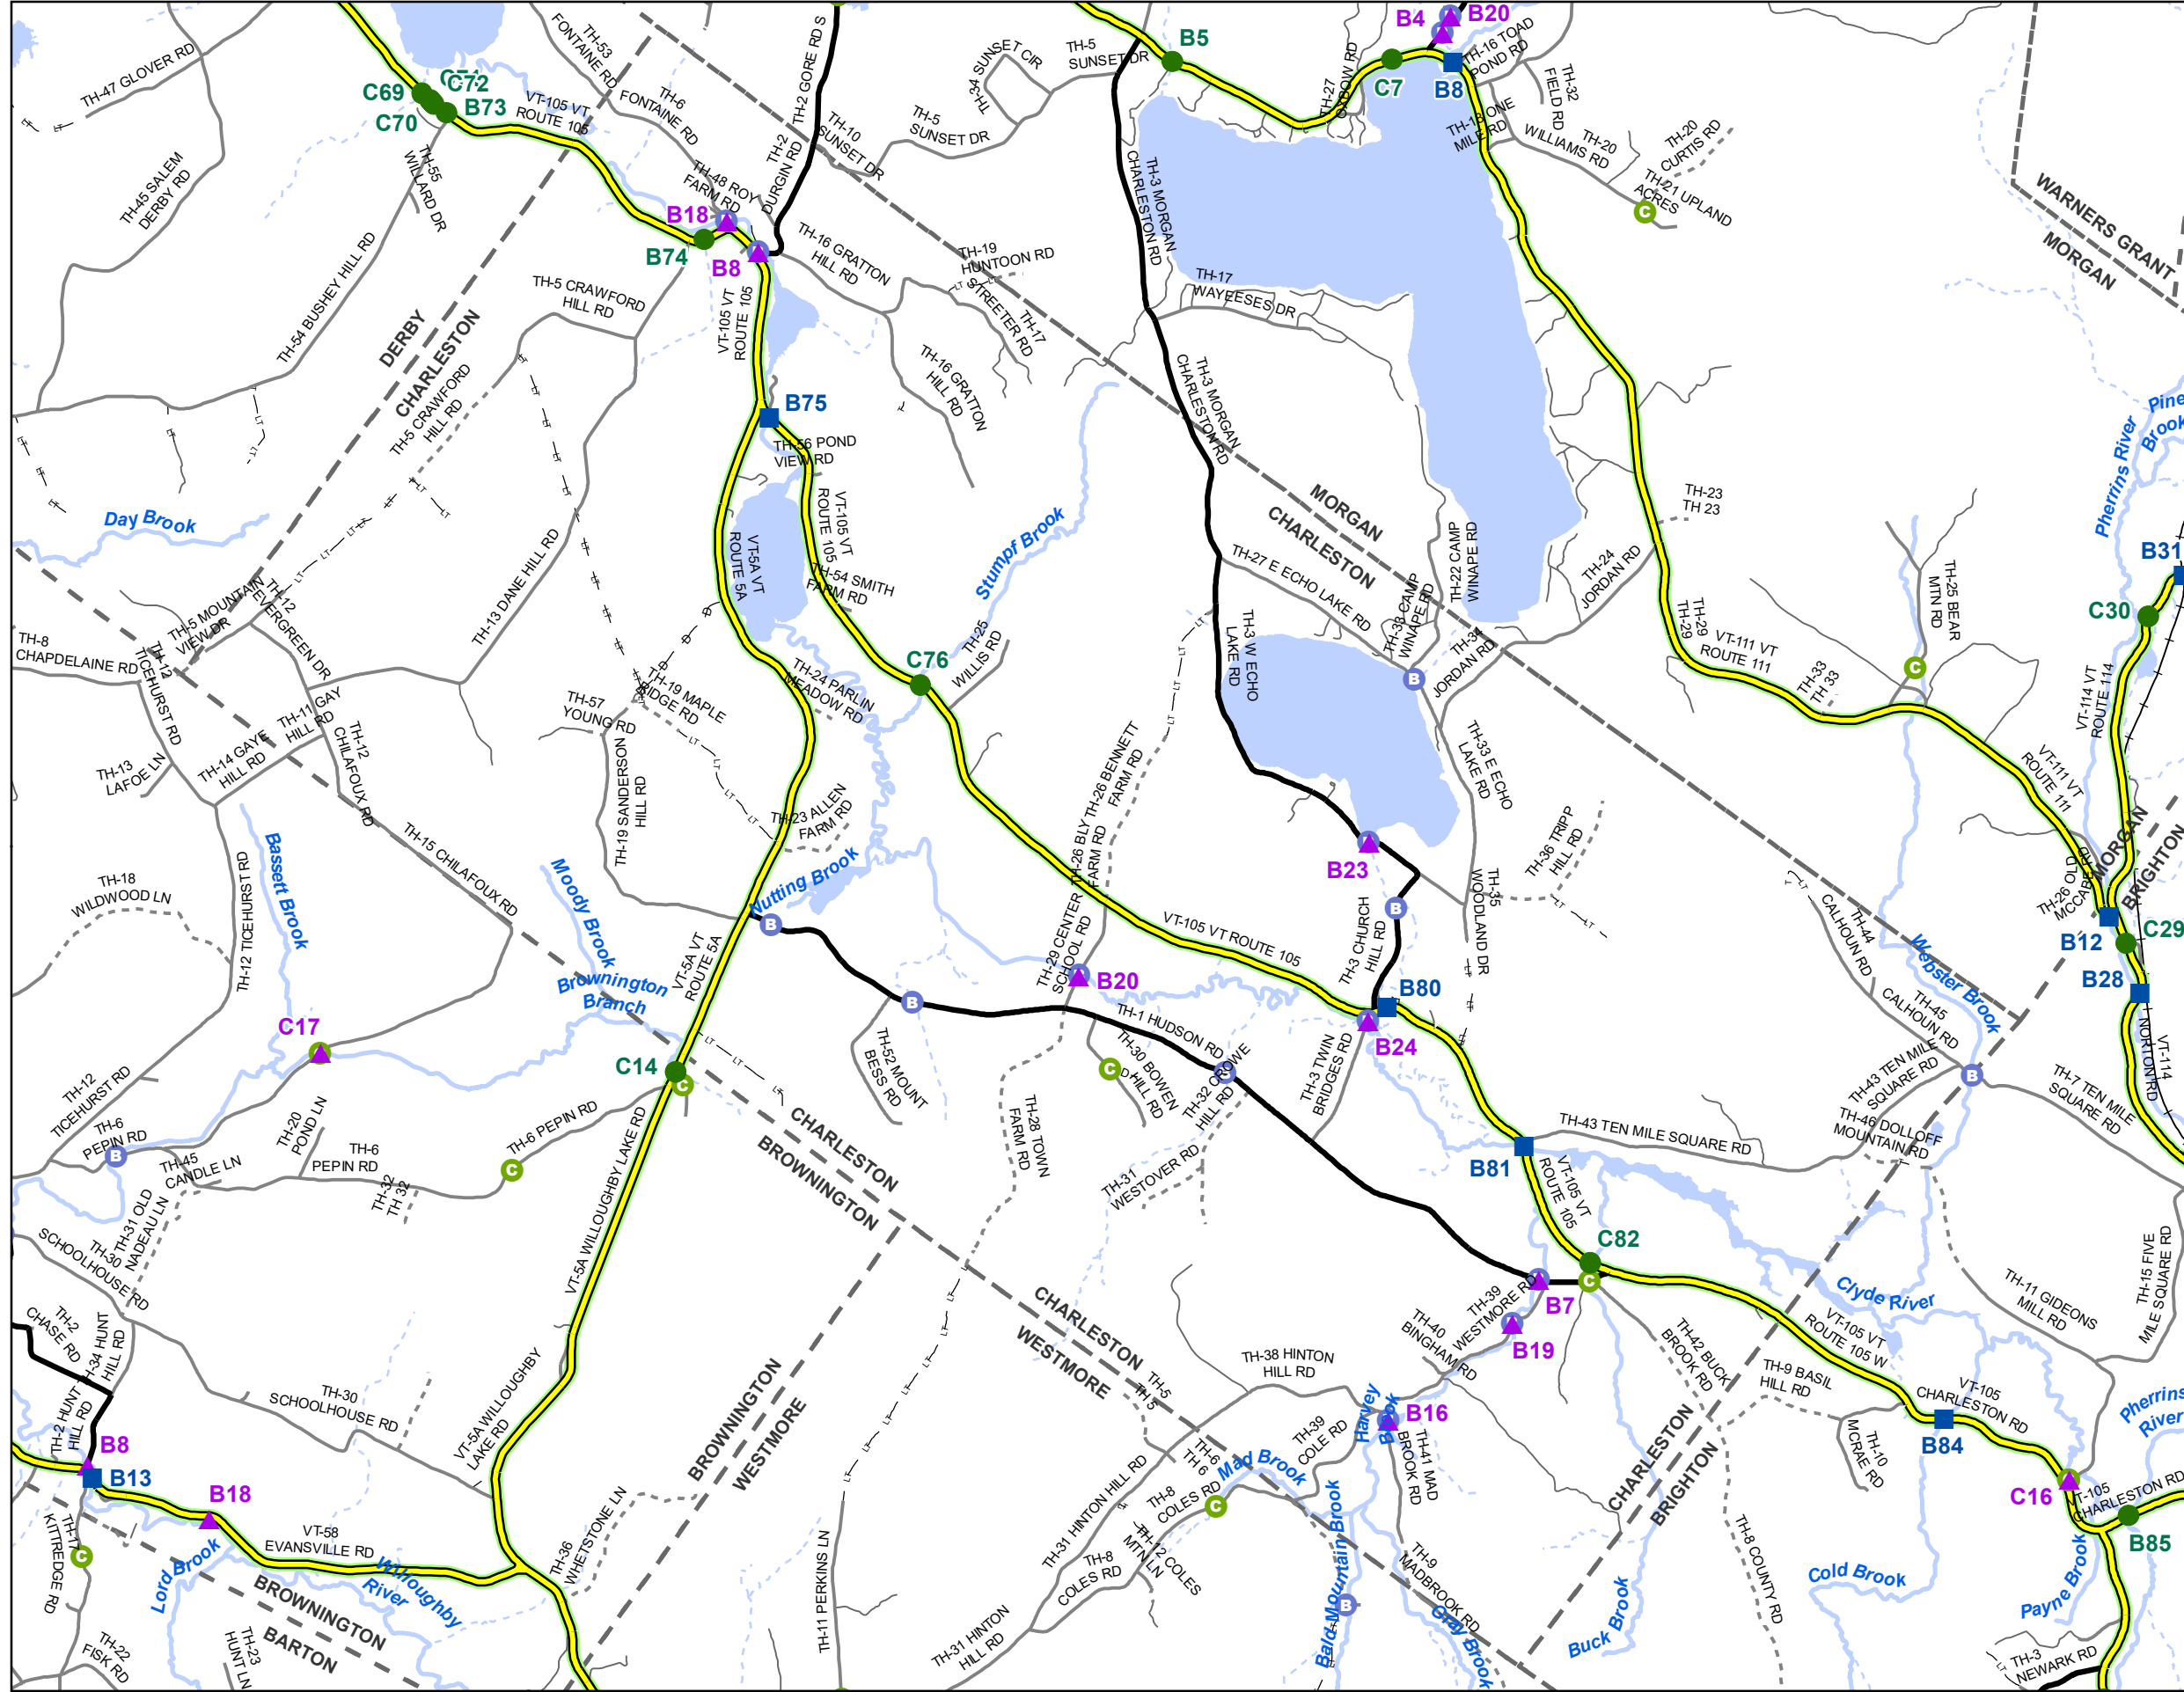 B4
B20
B5
C7
B8
TH-16 TOAD
POND RD
TH-47 GLOVER RD
C69
C72
C70
B73
TH-53
FONTAINE RD
VT-105 VT
ROUTE 105
TH-6
FONTAINE RD
TH-2 GORE RD S
TH-34 SUNSET CIR
TH-5
SUNSET DR
TH-27
OXBOW RD
TH-32
FIELD RD
TH-18 ONE
MILE RD
TH-20
WILLIAMS RD
TH-20
CURTIS RD
TH-21 UPLAND
ACRES
C
WARNERS GRANT
MORGAN
TH-45 SALEM
DERBY RD
TH-55
WILLARD DR
TH-48 ROY
FARM RD
TH-2
DURGIN RD
TH-10
SUNSET DR
TH-5
SUNSET DR
B18
B74
B8
TH-16 GRATTON
HILL RD
TH-19
HUNTOON RD
TH-17
STREETER RD
TH-3 MORGAN
CHARLESTON RD
TH-17
WAYEESES DR
TH-54 BUSHEY HILL RD
DERBY
CHARLESTON
TH-5 CRAWFORD
HILL RD
TH-5 CRAWFORD
HILL RD
VT-105 VT
ROUTE 105
TH-16 GRATTON
HILL RD
TH-3 MORGAN
CHARLESTON RD
B75
TH-56 POND
VIEW RD
Pine
Brook
Pherrins River
Day Brook
VT-5A VT
ROUTE 5A
VT-105 VT
ROUTE 105
TH-54 SMITH
FARM RD
Stumpf Brook
MORGAN
CHARLESTON
TH-27 E ECHO LAKE RD
TH-22 CAMP
WINAPE RD
TH-33 CAMP
WINAPE RD
TH-23
TH 23
TH-24
JORDAN RD
TH-34
JORDAN RD
TH-29
TH-29
VT-111 VT
ROUTE 111
TH-33
TH 33
TH-25 BEAR
MTN RD
B31
C30
C
TH-8
CHAPDELAINE RD
TH-5 MOUNTAIN
VIEW DR
TH-12
EVERGREEN DR
TH-12
TICEHURST RD
TH-13 DANE HILL RD
TH-25
WILLIS RD
C76
TH-3 W ECHO
LAKE RD
B
TH-57
YOUNG RD
TH-19 MAPLE
RIDGE RD
TH-24 PARLIN
MEADOW RD
TH-11 GAY
HILL RD
TH-14 GAYE
HILL RD
TH-12
CHILAFOUX RD
TH-13
LAFOE LN
TH-19 SANDERSON
HILL RD
TH-23 ALLEN
FARM RD
TH-26 BENNETT
FARM RD
TH-26 BLY
FARM RD
TH-33 E ECHO
LAKE RD
TH-36 TRIPP
HILL RD
VT-114 VT
ROUTE 114
VT-111 VT
ROUTE 111
MORGAN
BRIGHTON
TH-26 OLD
MCCABE RD
Bassett Brook
TH-15 CHILAFOUX RD
Moody Brook
Nutting Brook
B
TH-18
WILDWOOD LN
TH-12 TICEHURST RD
Brownington
Branch
VT-5A VT
ROUTE 5A
TH-29 CENTER
SCHOOL RD
B20
VT-105 VT ROUTE 105
B23
B
TH-3 CHURCH
HILL RD
TH-35
WOODLAND DR
B80
B24
TH-44
CALHOUN RD
TH-45
CALHOUN RD
Webster Brook
B12
C29
B28
VT-114
NORTON RD
C17
C14
C
B
TH-52 MOUNT
BESS RD
TH-1 HUDSON RD
C
TH-30 BOWEN
HILL RD
B
TH-32 CROWE
HILL RD
TH-3 TWIN
BRIDGES RD
TH-43 TEN MILE
SQUARE RD
B
TH-7 TEN MILE
SQUARE RD
TH-46 DOLLOFF
MOUNTAIN RD
TH-43 TEN MILE SQUARE RD
B81
VT-105 VT
ROUTE 105
TH-12
TICEHURST RD
TH-6
PEPIN RD
B
TH-20
POND LN
TH-45
CANDLE LN
TH-6
PEPIN RD
TH-32
TH 32
TH-6 PEPIN RD
C
CHARLESTON
BROWNINGTON
TH-28 TOWN
FARM RD
TH-31
WESTOVER RD
TH-31 OLD
NADEAU LN
TH-30
SCHOOLHOUSE RD
VT-5A WILLOUGHBY LAKE RD
C82
C
B7
B19
TH-39
WESTMORE RD
TH-40
BINGHAM RD
TH-42 BUCK
BROOK RD
Clyde River
VT-105 VT
ROUTE 105 W
TH-11 GIDEONS
MILL RD
TH-15 FIVE
MILE SQUARE RD
TH-2
CHASE RD
TH-34 HUNT
HILL RD
TH-2 HUNT
HILL RD
TH-30
SCHOOLHOUSE RD
VT-5A WILLOUGHBY
LAKE RD
BROWNINGTON
WESTMORE
CHARLESTON
WESTMORE
TH-5
TH 5
TH-38 HINTON
HILL RD
TH-39
COLE RD
Harvey
Brook
B16
TH-41 MAD
BROOK RD
TH-9 BASIL
HILL RD
TH-10
MCRAE RD
VT-105
CHARLESTON RD
B84
Pherrins
River
CHARLESTON
BRIGHTON
C16
VT-105
CHARLESTON RD
B85
B8
B13
B18
TH-17
KITTREDGE RD
C
VT-58
EVANSVILLE RD
TH-36
WHETSTONE LN
Lord Brook
Willoughby
River
BROWNINGTON
BARTON
TH-22
FISK RD
TH-23
HUNT LN
TH-11 PERKINS LN
TH-31 HINTON HILL RD
TH-6
TH 6
Mad Brook
TH-8
COLES RD
C
TH-12 COLES
MTN LN
TH-8
COLES RD
TH-31 HINTON
HILL RD
Bald Mountain Brook
B
TH-9
MADBROOK RD
Gray Brook
Buck Brook
TH-8 COUNTY RD
Cold Brook
Payne Brook
TH-3
NEWARK RD